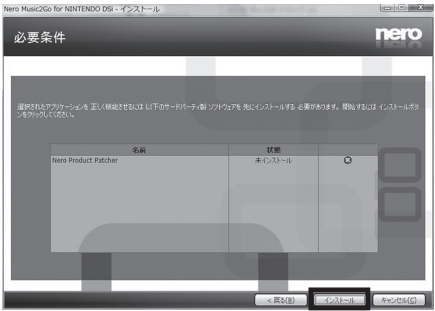 Nero Music2Go for NINTENDO DSi - インストール
必要条件
nero
選択されたアプリケーションを 正しく機能させるには 以下のサードパーティ製 ソフトウェアを 先にインストールする 必要があります。開始するには インストールボタ
ンをクリックしてください。
名前 状態
Nero Product Patcher 未インストール
< 戻る(B) インストール キャンセル(C)